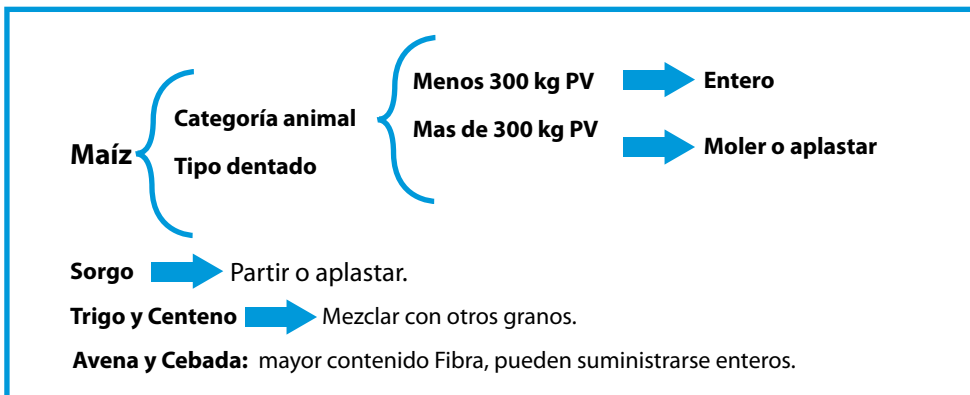 Menos 300 kg PV Entero
Categoría animal
Mas de 300 kg PV
Maíz
Moler o aplastar
Tipo dentado
Sorgo Partir o aplastar.
Trigo y Centeno Mezclar con otros granos.
Avena y Cebada: mayor contenido Fibra, pueden suministrarse enteros.